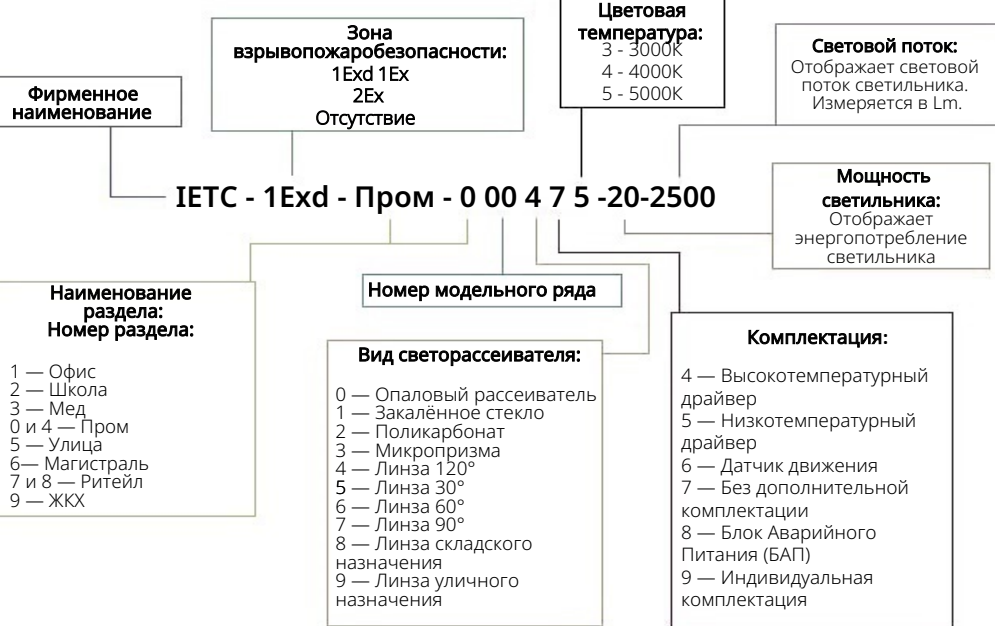 Цветовая
температура:
3 - 3000К
4 - 4000К
5 - 5000К
Зона
взрывопожаробезопасности:
1Exd 1Ex
2Ex
Отсутствие
Световой поток:
Отображает световой
поток светильника.
Измеряется в Lm.
Фирменное
наименование
IETC - 1Exd - Пром - 0 00 4 7 5 -20-2500
Мощность
светильника:
Отображает
энергопотребление
светильника
Номер модельного ряда
Наименование
раздела:
Номер раздела:
1 — Офис
2 — Школа
3 — Мед
0 и 4 — Пром
5 — Улица
6— Магистраль
7 и 8 — Ритейл
9 — ЖКХ
Вид светорассеивателя:
0 — Опаловый рассеиватель
1 — Закалённое стекло
2 — Поликарбонат
3 — Микропризма
4 — Линза 120°
5 — Линза 30°
6 — Линза 60°
7 — Линза 90°
8 — Линза складского
назначения
9 — Линза уличного
назначения
Комплектация:
4 — Высокотемпературный
драйвер
5 — Низкотемпературный
драйвер
6 — Датчик движения
7 — Без дополнительной
комплектации
8 — Блок Аварийного
Питания (БАП)
9 — Индивидуальная
комплектация